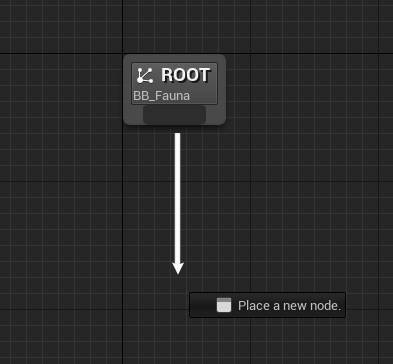 ROOT
BB_Fauna
Place a new node.